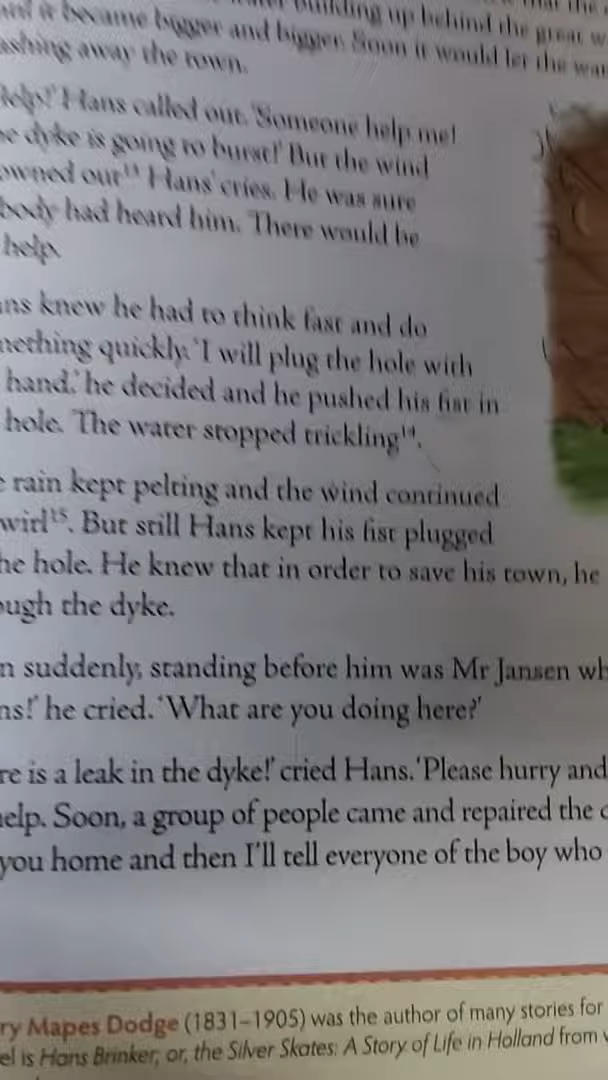 it became bigger and bigger. Soon it would let the
away the town.
Help!' Hans called out. 'Someone help me!
dyke is going to burst!' But the wind
owned out¹³ Hans' cries. He was sure
body had heard him. There would be
help.
ns knew he had to think fast and do
mething quickly. 'I will plug the hole with
hand,' he decided and he pushed his fist in
hole. The water stopped trickling¹⁴.
e rain kept pelting and the wind continued
wirl¹⁵. But still Hans kept his fist plugged
he hole. He knew that in order to save his town, he
ough the dyke.
n suddenly, standing before him was Mr Jansen wh
ns!' he cried. 'What are you doing here?'
re is a leak in the dyke!' cried Hans. 'Please hurry and
help. Soon, a group of people came and repaired the
you home and then I'll tell everyone of the boy who
ry Mapes Dodge (1831–1905) was the author of many stories for
el is Hans Brinker; or, the Silver Skates: A Story of Life in Holland from